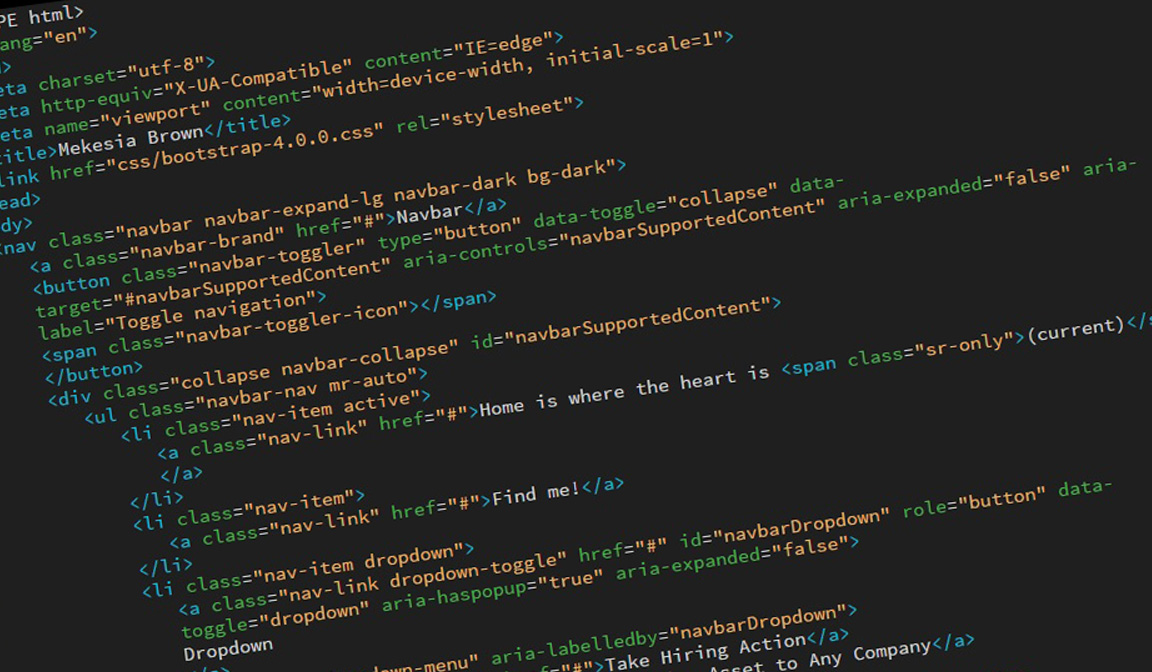 PE html>
ang="en">
>
eta charset="utf-8">
eta http-equiv="X-UA-Compatible" content="IE=edge">
eta name="viewport" content="width=device-width, initial-scale=1">
title>Mekesia Brown</title>
link href="css/bootstrap-4.0.0.css" rel="stylesheet">
ead>
dy>
<nav class="navbar navbar-expand-lg navbar-dark bg-dark">
<a class="navbar-brand" href="#">Navbar</a>
<button class="navbar-toggler" type="button" data-toggle="collapse" data-
target="#navbarSupportedContent" aria-controls="navbarSupportedContent" aria-expanded="false" aria-
label="Toggle navigation">
<span class="navbar-toggler-icon"></span>
</button>
<div class="collapse navbar-collapse" id="navbarSupportedContent">
<ul class="navbar-nav mr-auto">
<li class="nav-item active">
<a class="nav-link" href="#">Home is where the heart is <span class="sr-only">(current)</s
</a>
</li>
<li class="nav-item">
<a class="nav-link" href="#">Find me!</a>
</li>
<li class="nav-item dropdown">
<a class="nav-link dropdown-toggle" href="#" id="navbarDropdown" role="button" data-
toggle="dropdown" aria-haspopup="true" aria-expanded="false">
Dropdown
down-menu" aria-labelledby="navbarDropdown">
="#">Take Hiring Action</a>
Asset to Any Company</a>